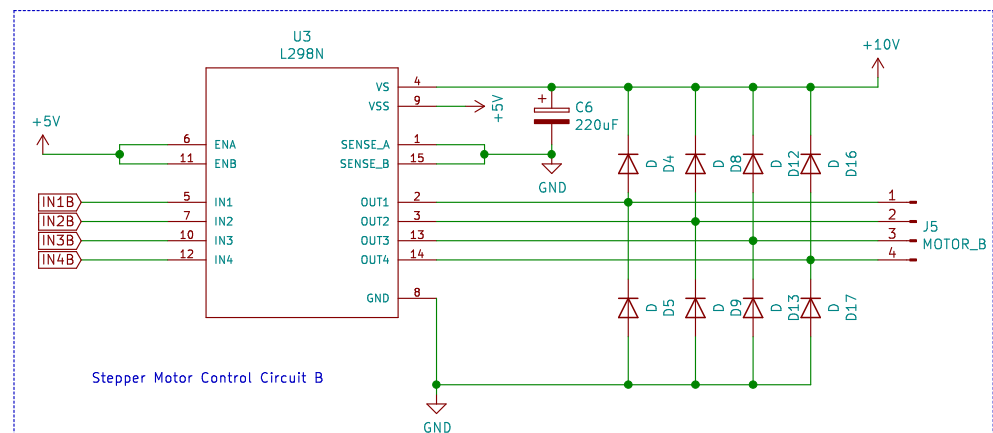 U3
L298N
+10V
+5V
4
VS
9
VSS
+5V
C6
220uF
6
ENA
11
ENB
1
SENSE_A
15
SENSE_B
GND
D
D4
D
D8
D
D12
D
D16
IN1B
5
IN1
IN2B
7
IN2
IN3B
10
IN3
IN4B
12
IN4
2
OUT1
3
OUT2
13
OUT3
14
OUT4
1
2
3
4
J5
MOTOR_B
8
GND
D
D5
D
D9
D
D13
D
D17
Stepper Motor Control Circuit B
GND